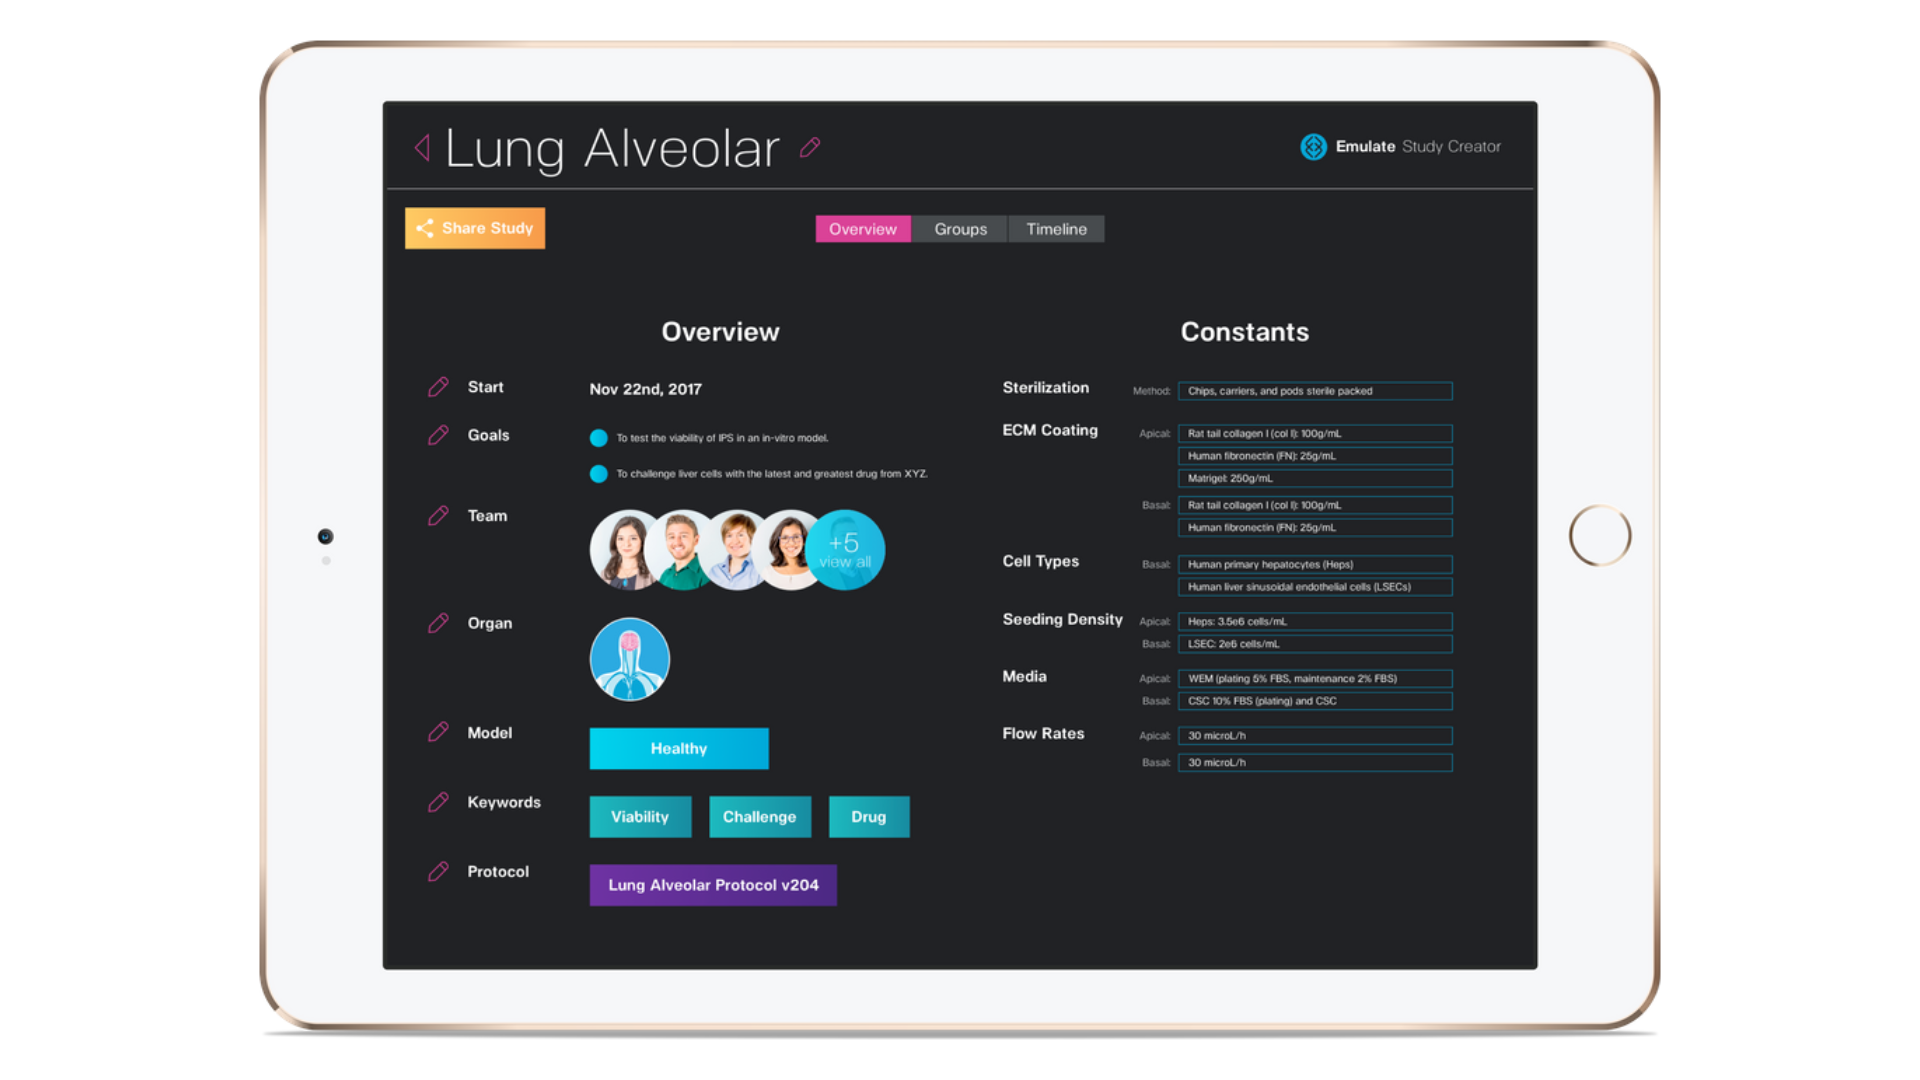 Lung Alveolar
Emulate Study Creator
Share Study
Overview
Groups
Timeline
Overview
Start
Nov 22nd, 2017
Goals
To test the viability of IPS in an in-vitro model.
To challenge liver cells with the latest and greatest drug from XYZ.
Team
+5
view all
Organ
Model
Healthy
Keywords
Viability
Challenge
Drug
Protocol
Lung Alveolar Protocol v204
Constants
Sterilization
Method: Chips, carriers, and pods sterile packed
ECM Coating
Apical: Rat tail collagen I (col I): 100g/mL
Human fibronectin (FN): 25g/mL
Matrigel: 250g/mL
Basal: Rat tail collagen I (col I): 100g/mL
Human fibronectin (FN): 25g/mL
Cell Types
Basal: Human primary hepatocytes (Heps)
Human liver sinusoidal endothelial cells (LSECs)
Seeding Density
Apical: Heps: 3.5e6 cells/mL
Basal: LSEC: 2e6 cells/mL
Media
Apical: WEM (plating 5% FBS, maintenance 2% FBS)
Basal: CSC 10% FBS (plating) and CSC
Flow Rates
Apical: 30 microL/h
Basal: 30 microL/h